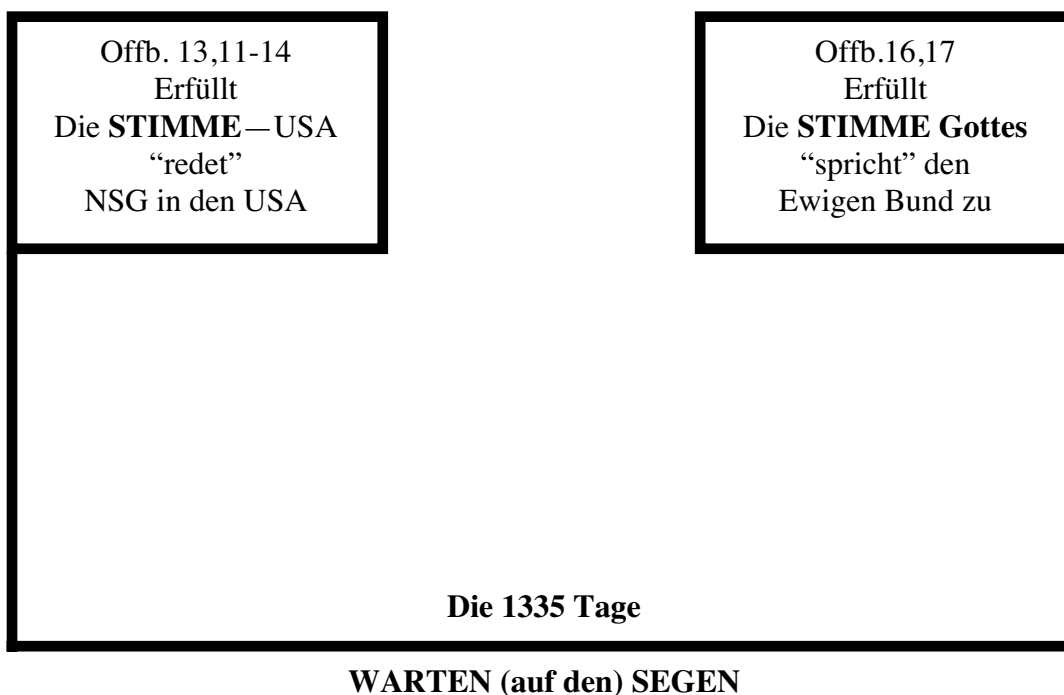 Offb. 13,11-14
Erfüllt
Die STIMME—USA
“redet”
NSG in den USA
Offb.16,17
Erfüllt
Die STIMME Gottes
“spricht” den
Ewigen Bund zu
Die 1335 Tage
WARTEN (auf den) SEGEN